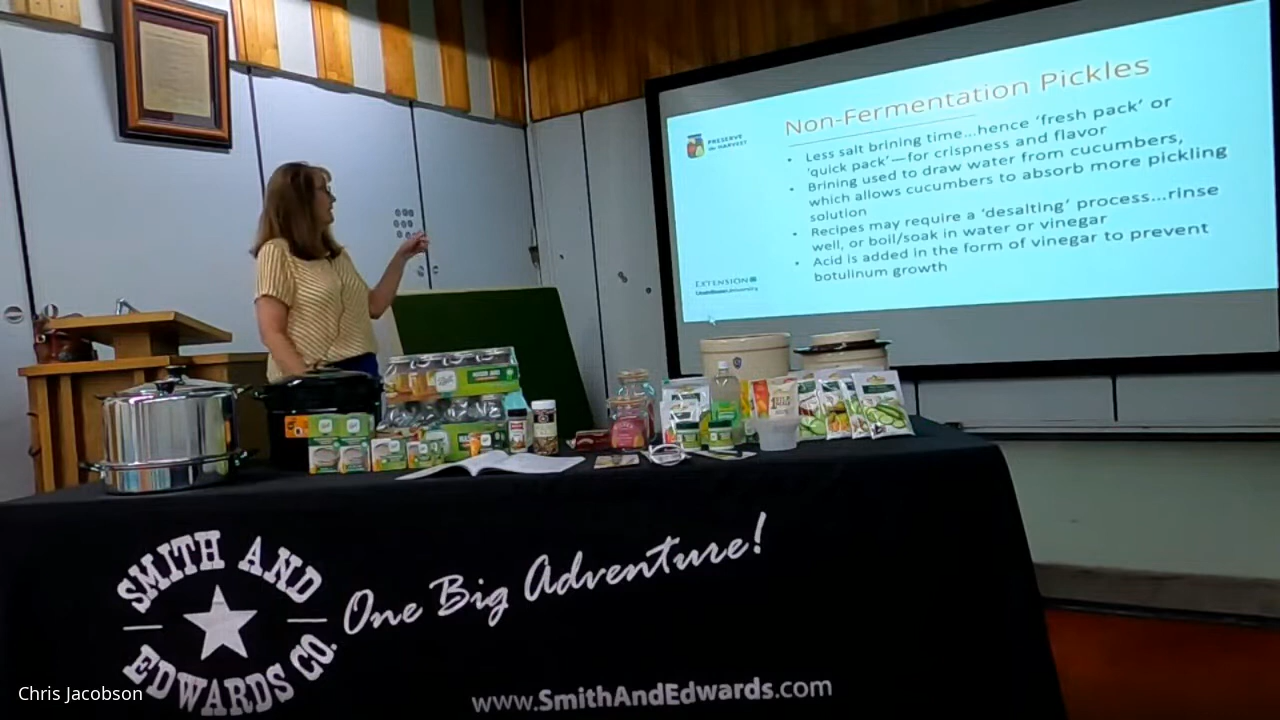 Non-Fermentation Pickles
PRESERVE
the HARVEST
• Less salt brining time...hence ‘fresh pack’ or
‘quick pack’—for crispness and flavor
• Brining used to draw water from cucumbers,
which allows cucumbers to absorb more pickling
solution
• Recipes may require a ‘desalting’ process...rinse
well, or boil/soak in water or vinegar
• Acid is added in the form of vinegar to prevent
botulinum growth
EXTENSION
UtahStateUniversity
SMITH AND
EDWARDS CO.
One Big Adventure!
www.SmithAndEdwards.com
Chris Jacobson